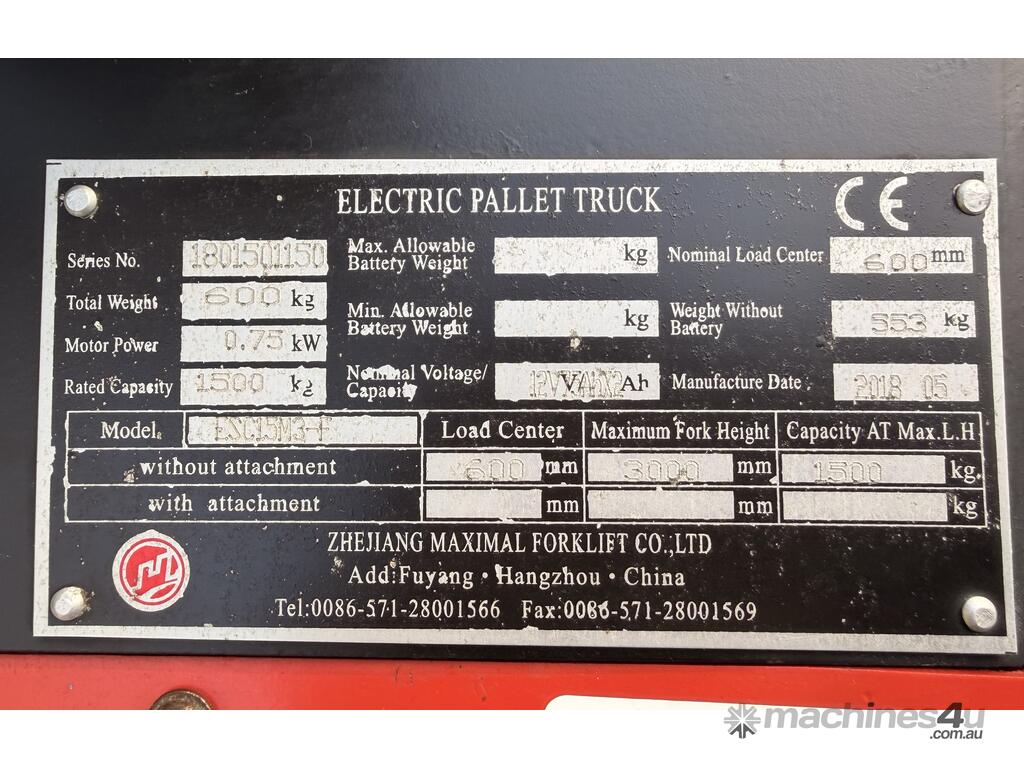 ELECTRIC PALLET TRUCK CE
Series No. 1801501150 Max. Allowable Battery Weight kg Nominal Load Center 600 mm
Total Weight 600 kg Min. Allowable Battery Weight kg Weight Without Battery 553 kg
Motor Power 0.75 kW
Rated Capacity 1500 kg Nominal Voltage/ Capacity Ah Manufacture Date 2018 05
Model. Load Center Maximum Fork Height Capacity AT Max.L.H
without attachment 600 mm 3000 mm 1500 kg.
with attachment mm mm kg
ZHEJIANG MAXIMAL FORKLIFT CO.,LTD
Add:Fuyang·Hangzhou·China
Tel:0086-571-28001566 Fax:0086-571-28001569
machines4u
.com.au